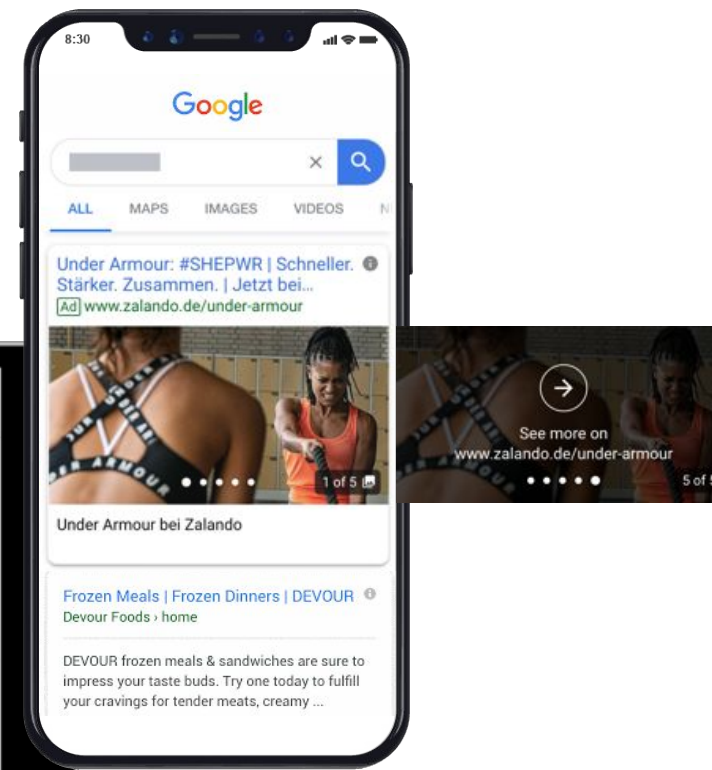 8:30
Google
ALL MAPS IMAGES VIDEOS N
Under Armour: #SHEPWR | Schneller.
Stärker. Zusammen. | Jetzt bei...
Ad www.zalando.de/under-armour
UNDER ARMOUR
1 of 5
See more on
www.zalando.de/under-armour
5 of 5
Under Armour bei Zalando
Frozen Meals | Frozen Dinners | DEVOUR
Devour Foods › home
DEVOUR frozen meals & sandwiches are sure to
impress your taste buds. Try one today to fulfill
your cravings for tender meats, creamy ...